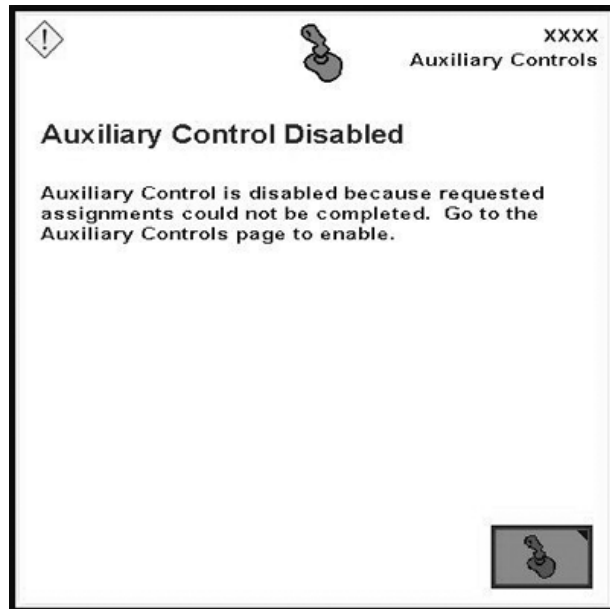 !
XXXX
Auxiliary Controls
Auxiliary Control Disabled
Auxiliary Control is disabled because requested
assignments could not be completed. Go to the
Auxiliary Controls page to enable.